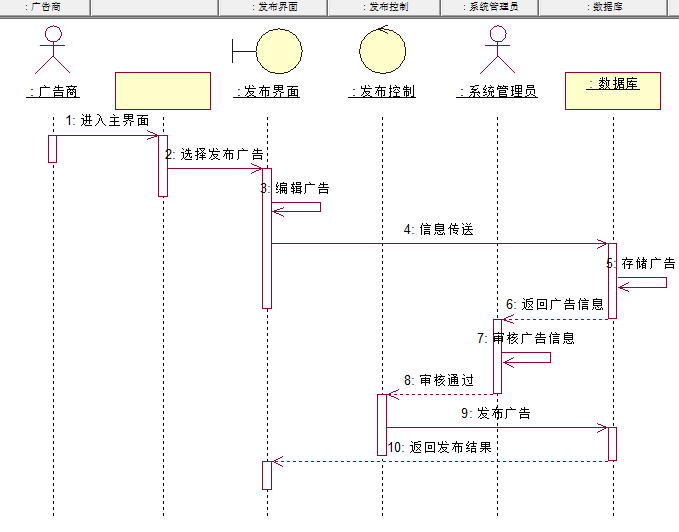 : 广告商
: 发布界面
: 发布控制
: 系统管理员
: 数据库
: 广告商
: 发布界面
: 发布控制
: 系统管理员
: 数据库
1: 进入主界面
2: 选择发布广告
3: 编辑广告
4: 信息传送
5: 存储广告
6: 返回广告信息
7: 审核广告信息
8: 审核通过
9: 发布广告
10: 返回发布结果